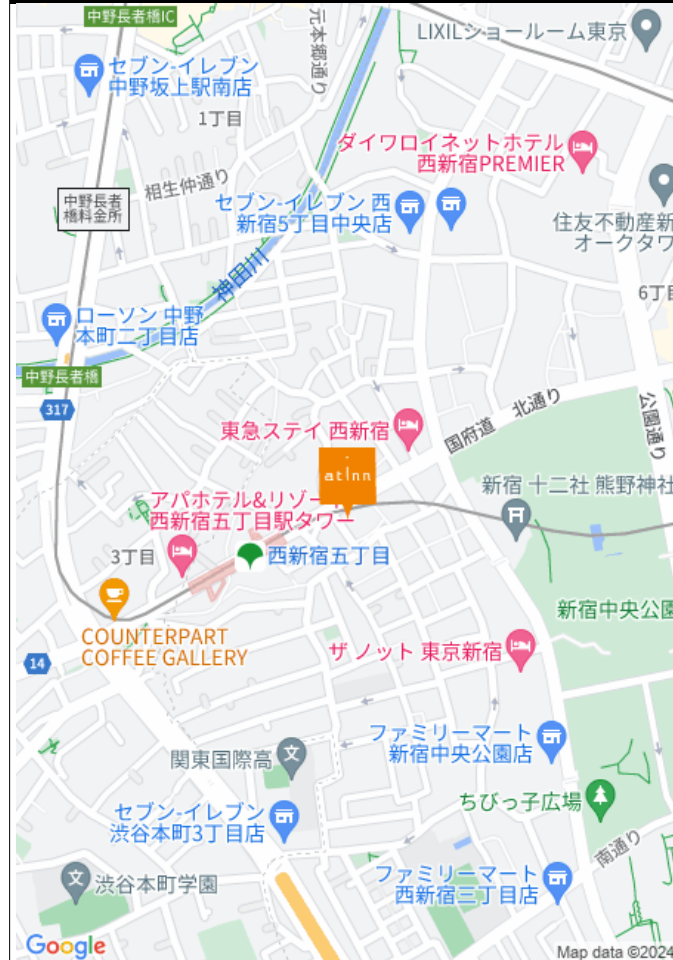 中野長者橋IC
元本郷通り
LIXILショールーム東京
セブン-イレブン
中野坂上駅南店
1丁目
ダイワロイネットホテル
西新宿PREMIER
相生仲通り
中野長者
橋料金所
セブン-イレブン 西
新宿5丁目中央店
住友不動産新
オークタワ
神田川
6丁目
ローソン 中野
本町二丁目店
中野長者橋
317
公園通り
国府道
北通り
東急ステイ 西新宿
atInn
新宿 十二社 熊野神社
アパホテル&リゾー
西新宿五丁目駅タワー
3丁目
西新宿五丁目
新宿中央公園
COUNTERPART
COFFEE GALLERY
14
ザ ノット 東京新宿
ファミリーマート
新宿中央公園店
関東国際高
ちびっ子広場
セブン-イレブン
渋谷本町3丁目店
南通り
ファミリーマート
西新宿三丁目店
渋谷本町学園
Google
Map data ©2024